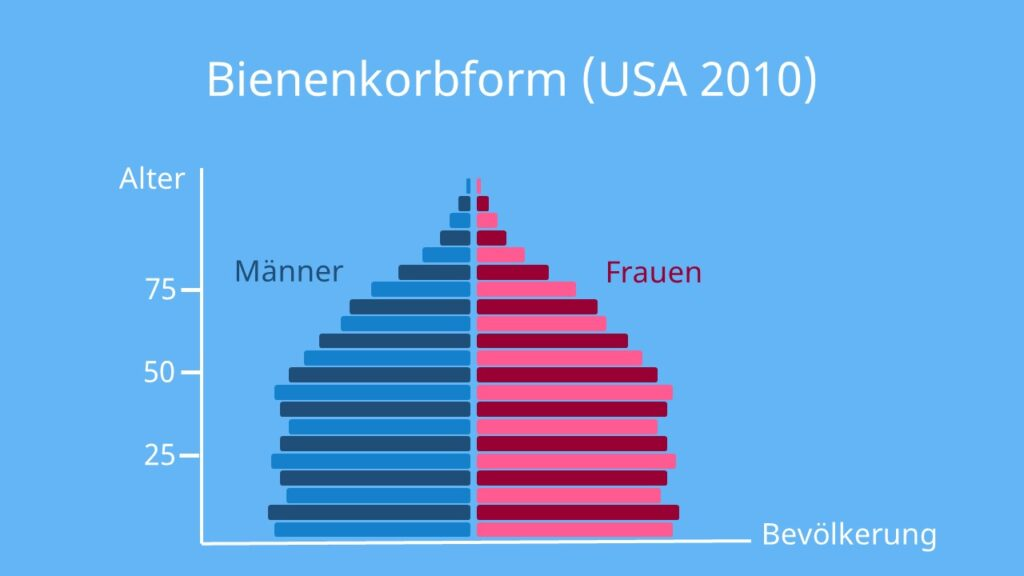 Bienenkorbform (USA 2010)
Alter
Männer
Frauen
75
50
25
Bevölkerung